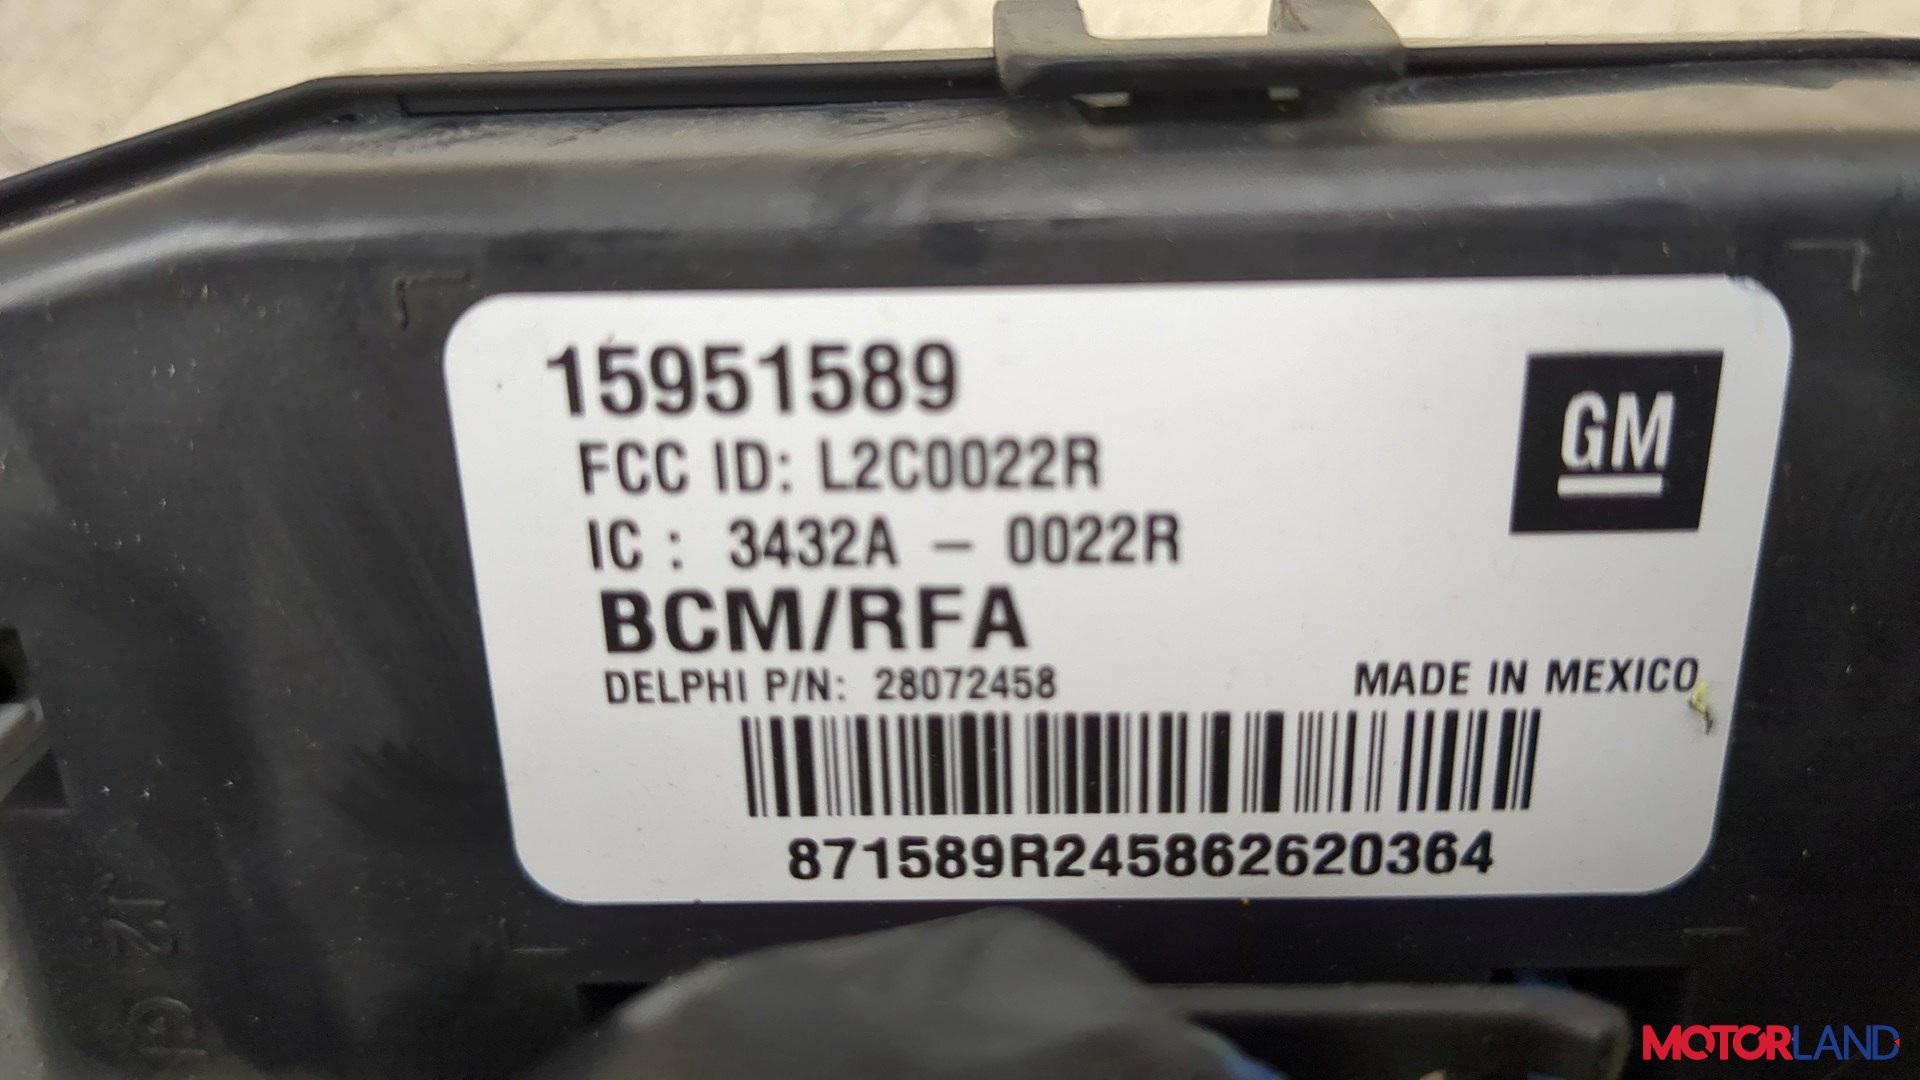 15951589
GM
FCC ID: L2C0022R
IC : 3432A – 0022R
BCM/RFA
DELPHI P/N: 28072458
MADE IN MEXICO
871589R245862620364
MOTORLAND